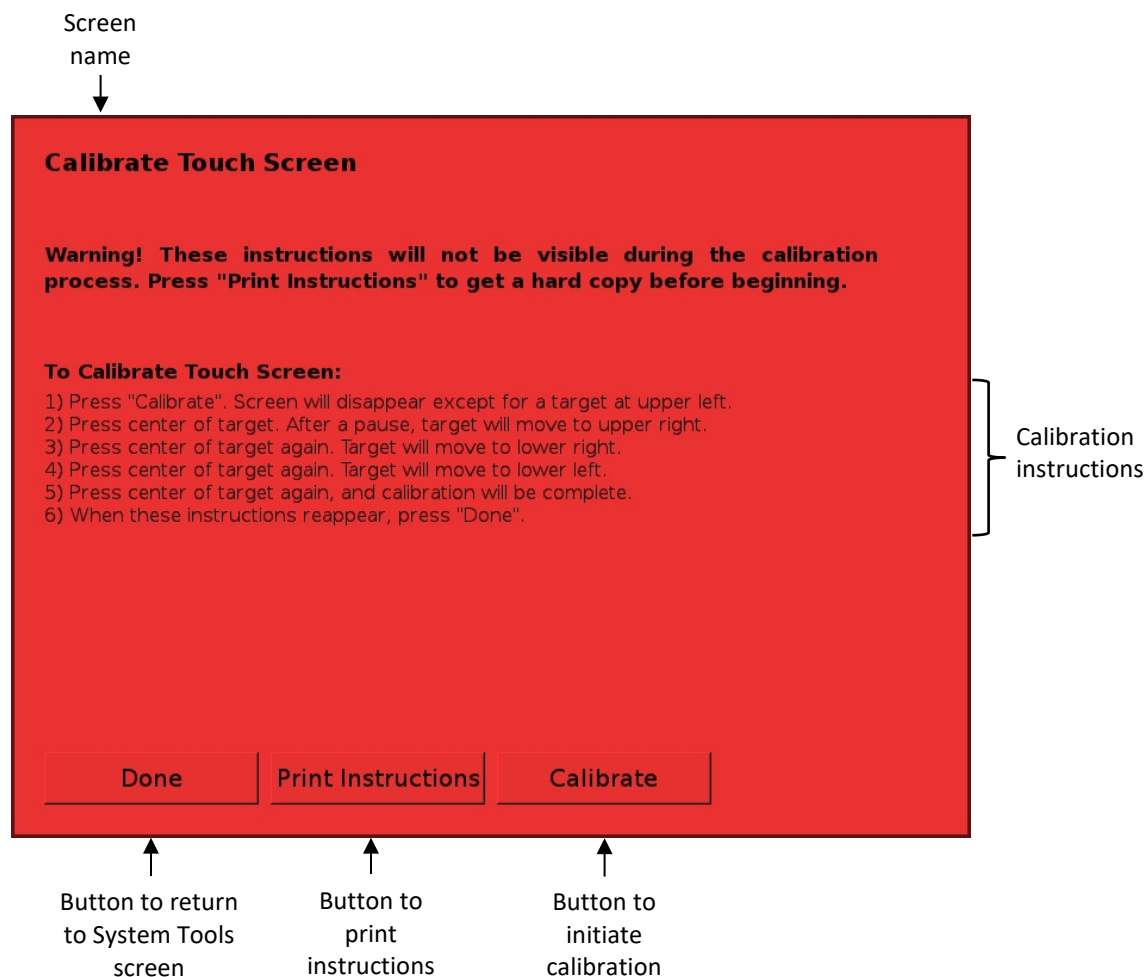 Screen
name
Calibrate Touch Screen
Warning! These instructions will not be visible during the calibration
process. Press "Print Instructions" to get a hard copy before beginning.
To Calibrate Touch Screen:
1) Press "Calibrate". Screen will disappear except for a target at upper left.
2) Press center of target. After a pause, target will move to upper right.
3) Press center of target again. Target will move to lower right.
4) Press center of target again. Target will move to lower left.
5) Press center of target again, and calibration will be complete.
6) When these instructions reappear, press "Done".
Calibration
instructions
Done
Print Instructions
Calibrate
Button to return
to System Tools
screen
Button to
print
instructions
Button to
initiate
calibration